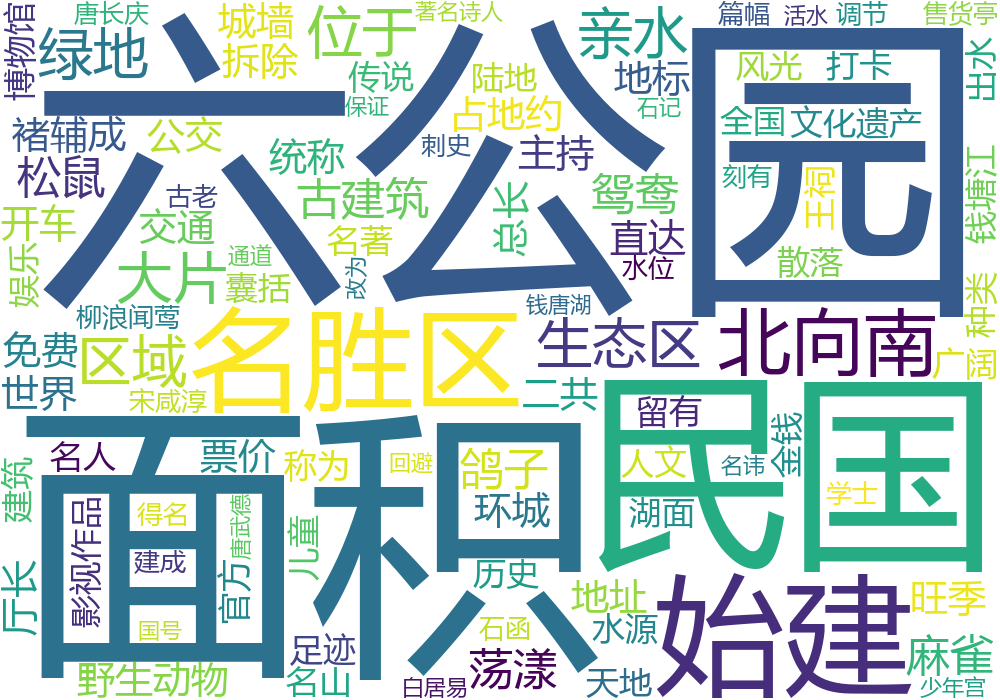 唐长庆
城墙
位于
著名诗人
亲水
篇幅
活水
调节
售货亭
博物馆
绿地
六公园
拆除
传说
陆地
地标
风光
打卡
出水
保证
占地约
石记
褚辅成
公交
统称
刺史
主持
全国
文化遗产
松鼠
古老
古建筑
总长
鸳鸯
刻有
王祠
钱塘江
开车
交通
名著
直达
散落
娱乐
大片
通道
囊括
改为
水位
种类
柳浪闻莺
钱唐湖
免费
区域
名胜区
生态区
北向南
广阔
世界
宋咸淳
二共
留有
民国
面积
名人
票价
称为
回避
鸽子
人文
名讳
金钱
建筑
影视作品
得名
唐武德
环城
湖面
学士
厅长
建成
官方
儿童
历史
地址
始建
旺季
国号
足迹
石函
水源
麻雀
野生动物
名山
白居易
荡漾
天地
少年宫